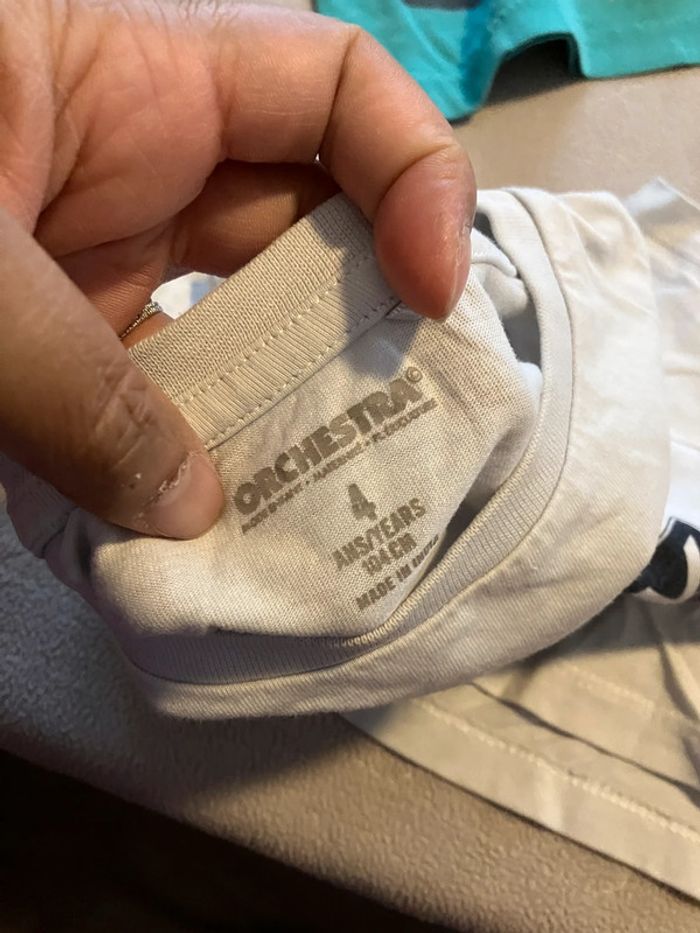 ORCHESTRA©
4
ANS/YEARS
104CM
MADE IN INDIA